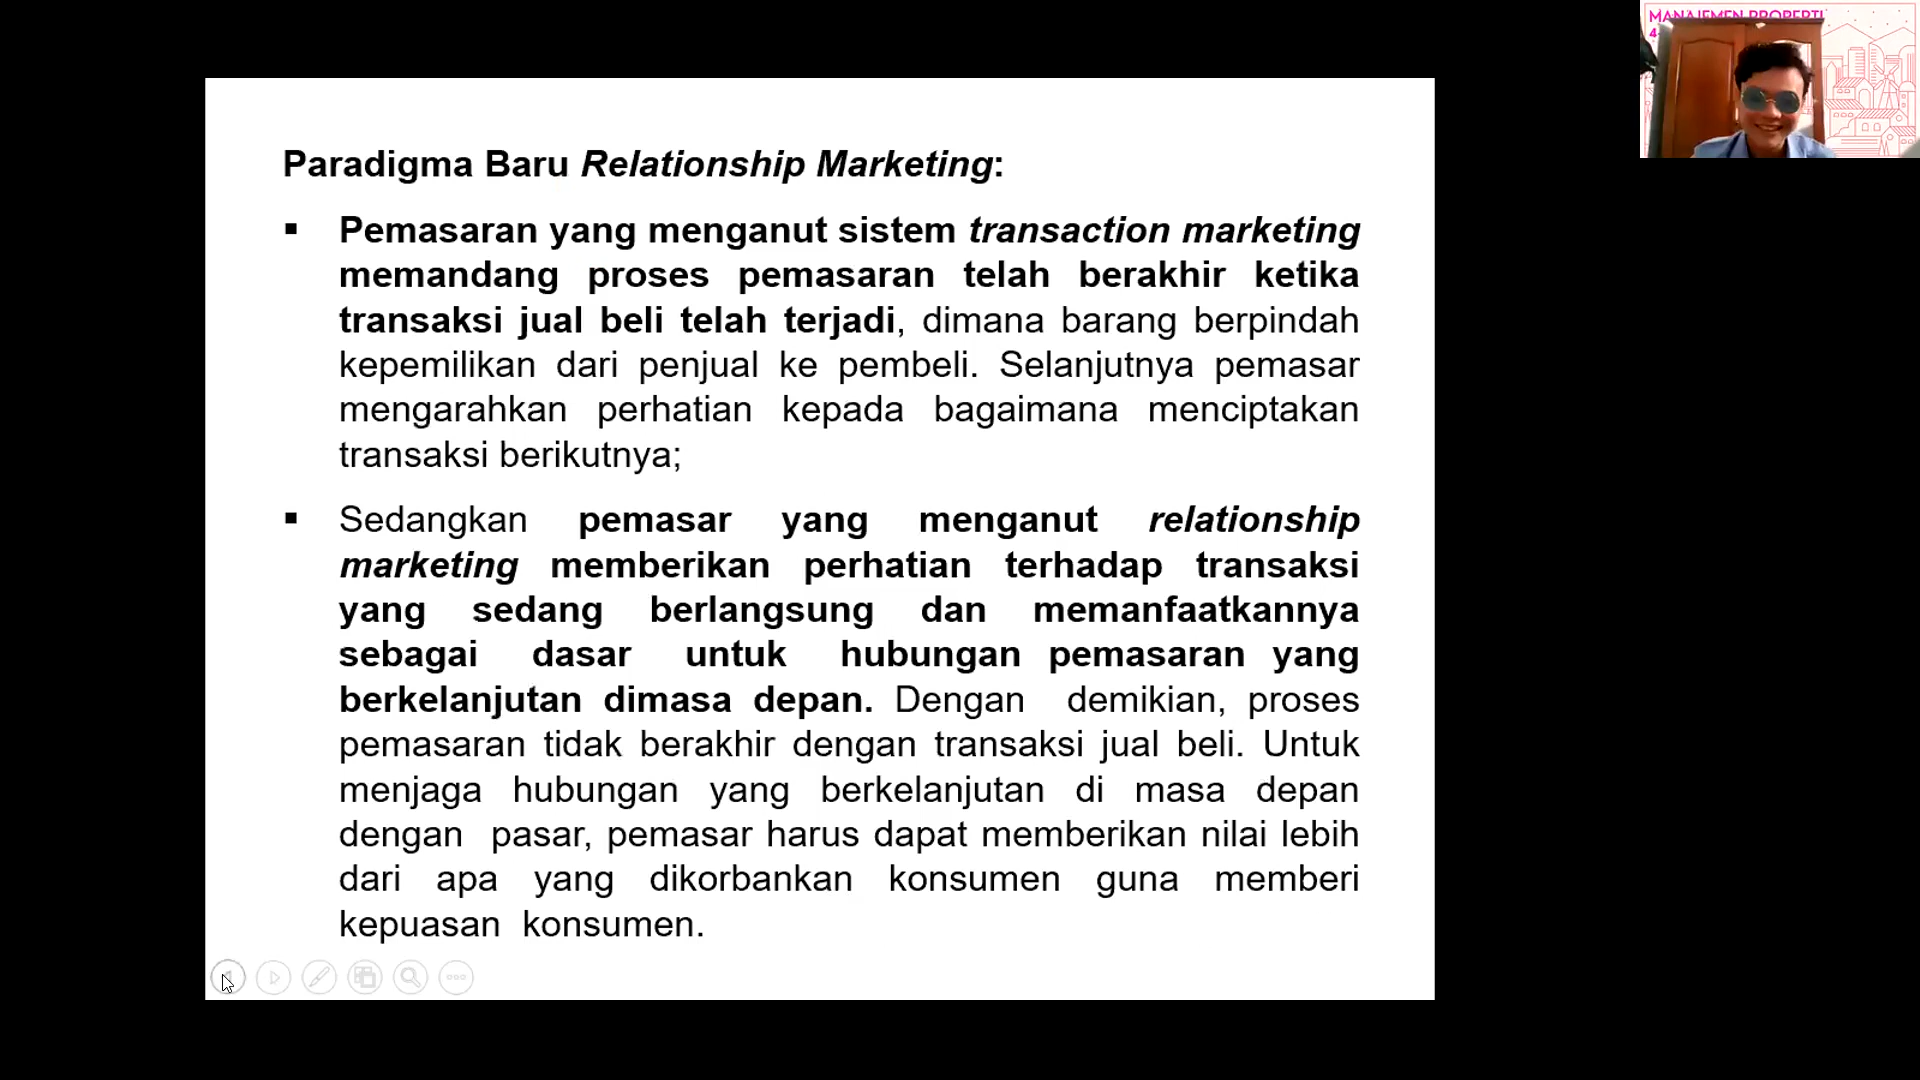 MANAJEMEN PROPERTI
Paradigma Baru Relationship Marketing:
▪ Pemasaran yang menganut sistem transaction marketing
memandang proses pemasaran telah berakhir ketika
transaksi jual beli telah terjadi, dimana barang berpindah
kepemilikan dari penjual ke pembeli. Selanjutnya pemasar
mengarahkan perhatian kepada bagaimana menciptakan
transaksi berikutnya;
▪ Sedangkan pemasar yang menganut relationship
marketing memberikan perhatian terhadap transaksi
yang sedang berlangsung dan memanfaatkannya
sebagai dasar untuk hubungan pemasaran yang
berkelanjutan dimasa depan. Dengan demikian, proses
pemasaran tidak berakhir dengan transaksi jual beli. Untuk
menjaga hubungan yang berkelanjutan di masa depan
dengan pasar, pemasar harus dapat memberikan nilai lebih
dari apa yang dikorbankan konsumen guna memberi
kepuasan konsumen.